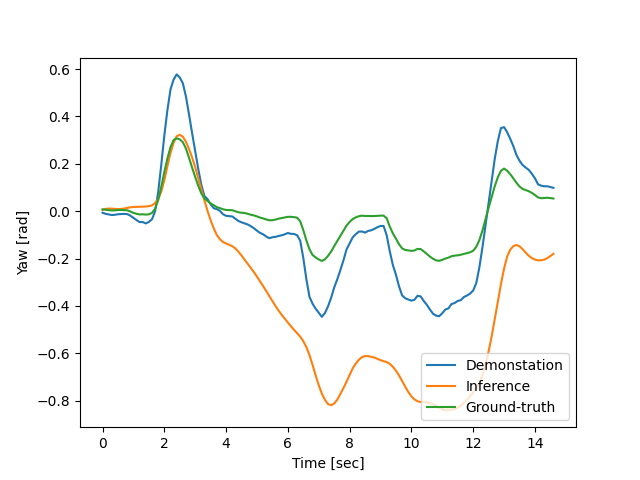 0.6
0.4
0.2
0.0
−0.2
−0.4
−0.6
−0.8
Yaw [rad]
0 2 4 6 8 10 12 14
Time [sec]
Demonstation
Inference
Ground-truth